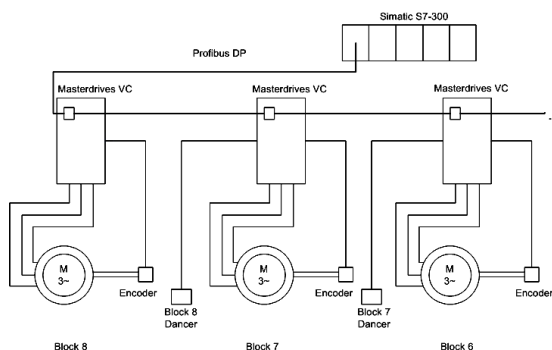 Simatic S7-300
Profibus DP
Masterdrives VC
Masterdrives VC
Masterdrives VC
M
3~
M
3~
M
3~
Encoder
Block 8
Dancer
Encoder
Block 7
Dancer
Encoder
Block 8
Block 7
Block 6